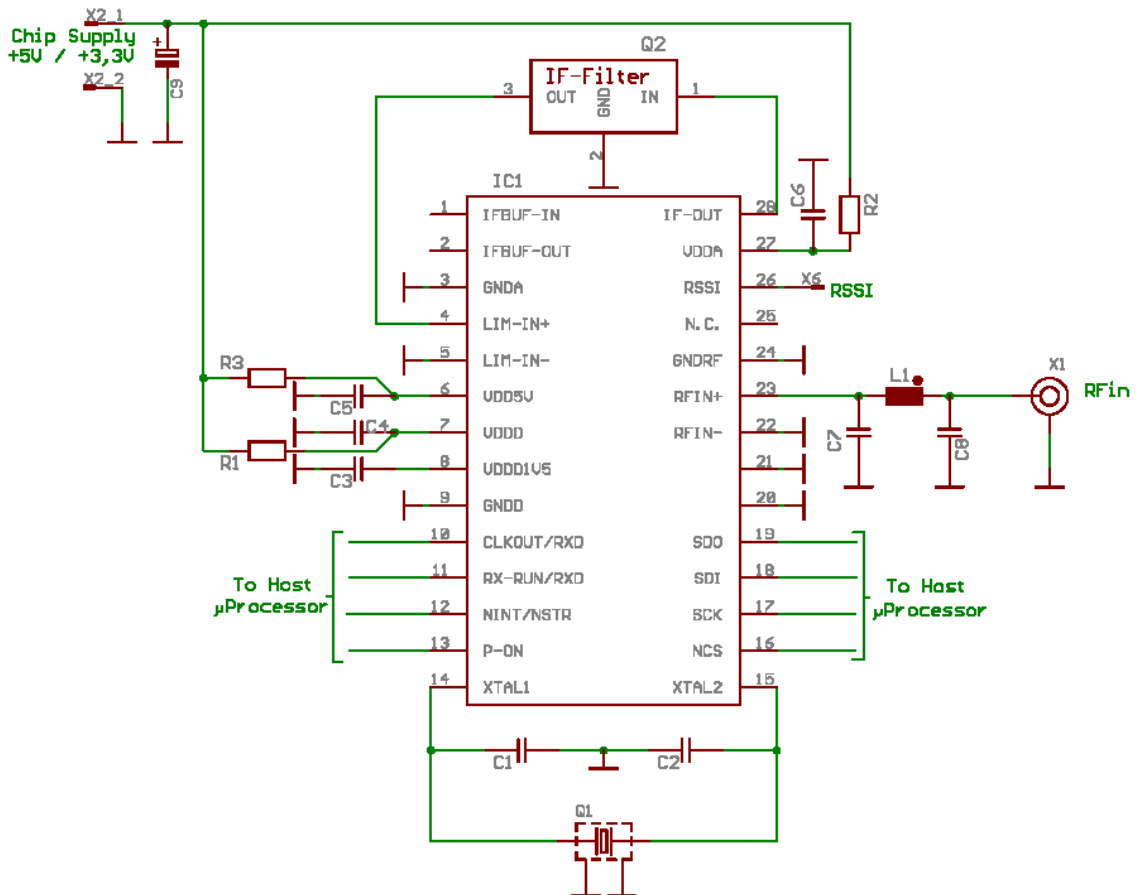 X2_1
Chip Supply
+5V / +3,3V
X2_2
+
C9
Q2
IF-Filter
3 OUT GND IN 1
2
IC1
C6
R2
1 IFBUF-IN IF-OUT 28
2 IFBUF-OUT VDDA 27
3 GNDA RSSI 26 X6 RSSI
4 LIM-IN+ N.C. 25
5 LIM-IN- GNDRF 24
R3
C5
6 VDD5V RFIN+ 23
L1
X1
RFin
C4
7 VDDD RFIN- 22
C7
C8
R1
C3
8 VDDD1V5 21
9 GNDD 20
10 CLKOUT/RXD SDO 19
11 RX-RUN/RXD SDI 18
To Host
µProcessor
To Host
µProcessor
12 NINT/NSTR SCK 17
13 P-ON NCS 16
14 XTAL1 XTAL2 15
C1
C2
Q1